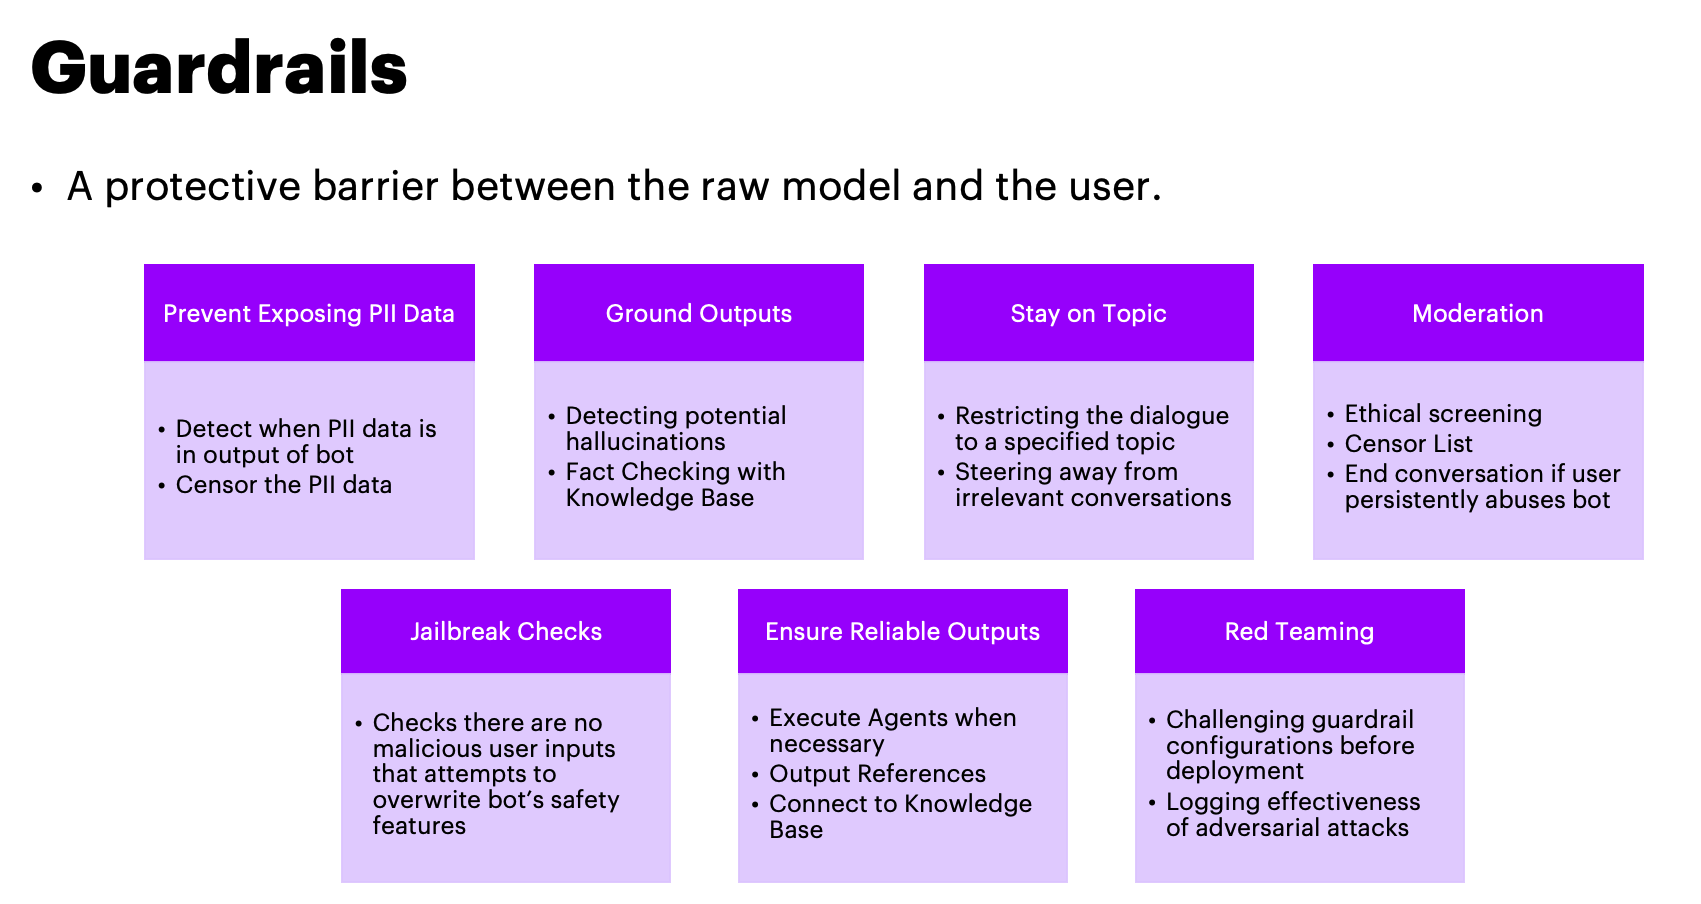 Guardrails
• A protective barrier between the raw model and the user.
Prevent Exposing PII Data
• Detect when PII data is
in output of bot
• Censor the PII data
Ground Outputs
• Detecting potential
hallucinations
• Fact Checking with
Knowledge Base
Stay on Topic
• Restricting the dialogue
to a specified topic
• Steering away from
irrelevant conversations
Moderation
• Ethical screening
• Censor List
• End conversation if user
persistently abuses bot
Jailbreak Checks
• Checks there are no
malicious user inputs
that attempts to
overwrite bot’s safety
features
Ensure Reliable Outputs
• Execute Agents when
necessary
• Output References
• Connect to Knowledge
Base
Red Teaming
• Challenging guardrail
configurations before
deployment
• Logging effectiveness
of adversarial attacks